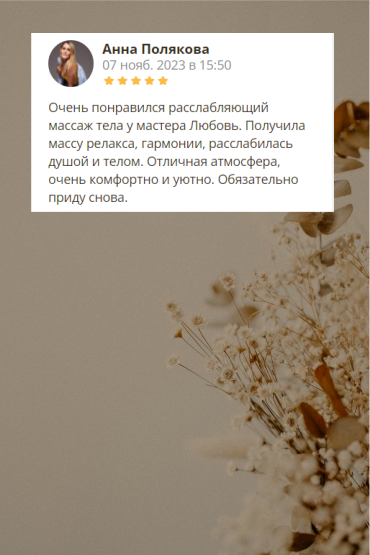 Анна Полякова
07 нояб. 2023 в 15:50
Очень понравился расслабляющий
массаж тела у мастера Любовь. Получила
массу релакса, гармонии, расслабилась
душой и телом. Отличная атмосфера,
очень комфортно и уютно. Обязательно
приду снова.